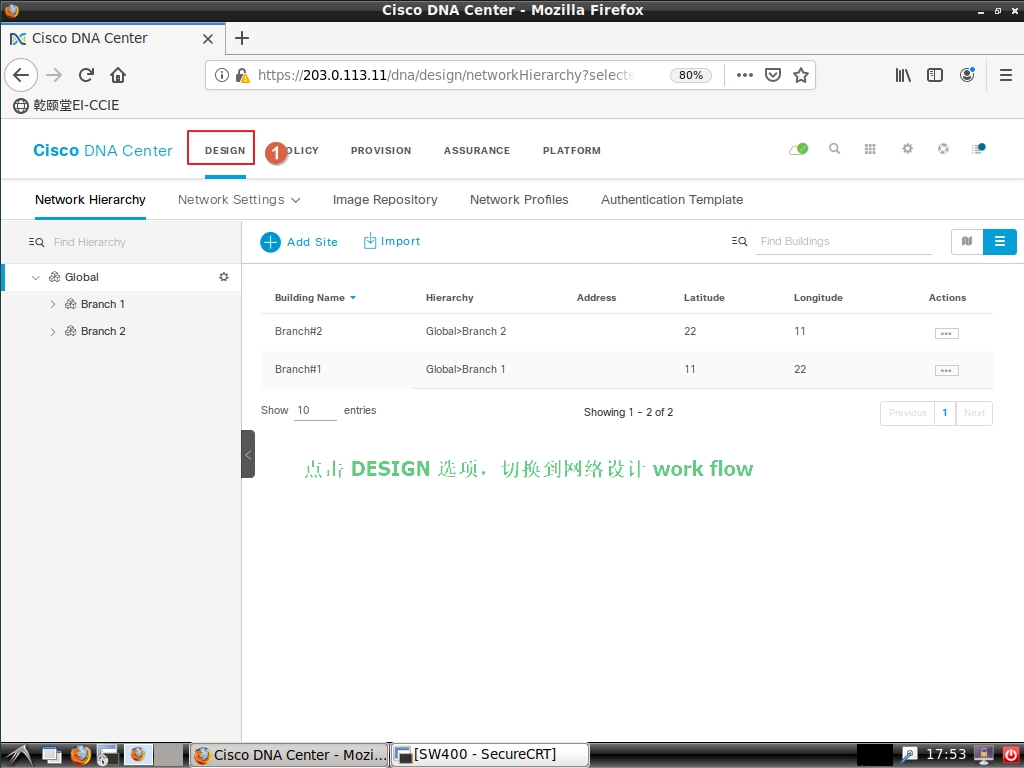 Cisco DNA Center - Mozilla Firefox
Cisco DNA Center
https://203.0.113.11/dna/design/networkHierarchy?selecte
80%
乾颐堂EI-CCIE
Cisco DNA Center
DESIGN
1
OLICY
PROVISION
ASSURANCE
PLATFORM
Network Hierarchy
Network Settings
Image Repository
Network Profiles
Authentication Template
Find Hierarchy
Add Site
Import
Find Buildings
Global
Branch 1
Branch 2
Building Name Hierarchy Address Latitude Longitude Actions
Branch#2 Global>Branch 2 22 11
Branch#1 Global>Branch 1 11 22
Show 10 entries
Showing 1 - 2 of 2
Previous 1 Next
点击 DESIGN 选项，切换到网络设计 work flow
Cisco DNA Center - Mozi...
[SW400 - SecureCRT]
17:53